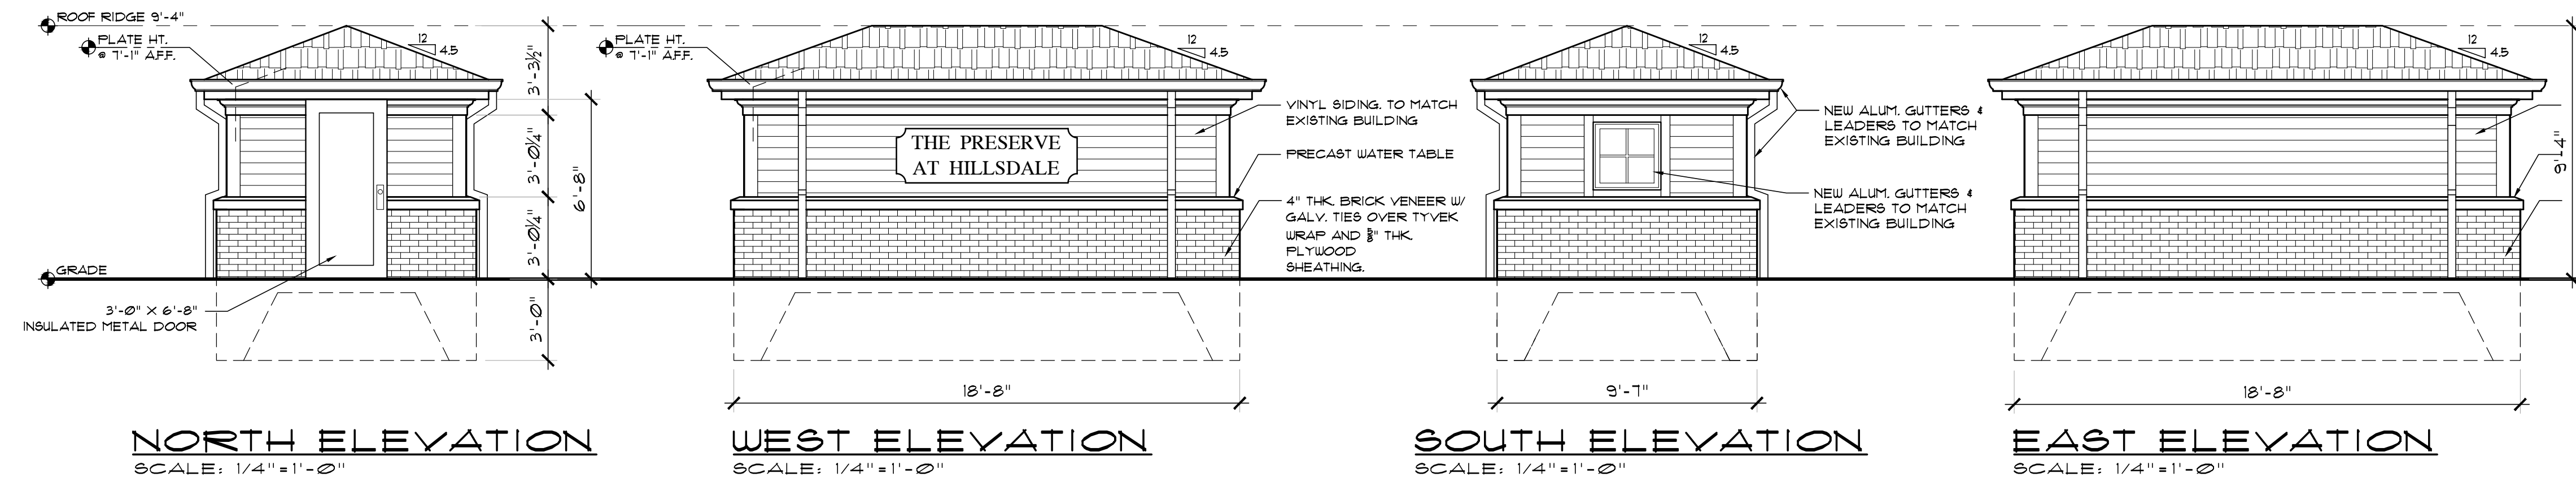 ROOF RIDGE 9'-4"
PLATE HT.
@ 7'-1" A.F.F.
12
4.5
3'-3½"
3'-0¼"
3'-0¼"
6'-8"
3'-0"
GRADE
3'-0" X 6'-8"
INSULATED METAL DOOR
NORTH ELEVATION
SCALE: 1/4"=1'-0"
PLATE HT.
@ 7'-1" A.F.F.
12
4.5
THE PRESERVE
AT HILLSDALE
VINYL SIDING. TO MATCH
EXISTING BUILDING
PRECAST WATER TABLE
4" THK. BRICK VENEER W/
GALV. TIES OVER TYVEK
WRAP AND ⅝" THK.
PLYWOOD
SHEATHING.
18'-8"
WEST ELEVATION
SCALE: 1/4"=1'-0"
12
4.5
NEW ALUM. GUTTERS &
LEADERS TO MATCH
EXISTING BUILDING
NEW ALUM. GUTTERS &
LEADERS TO MATCH
EXISTING BUILDING
9'-7"
SOUTH ELEVATION
SCALE: 1/4"=1'-0"
12
4.5
9'-4"
18'-8"
EAST ELEVATION
SCALE: 1/4"=1'-0"